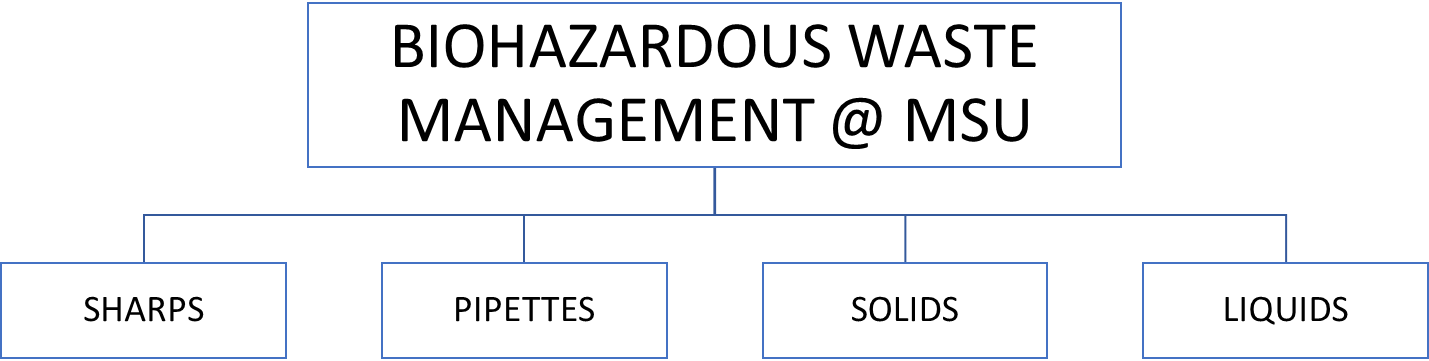 BIOHAZARDOUS WASTE
MANAGEMENT @ MSU
SHARPS
PIPETTES
SOLIDS
LIQUIDS